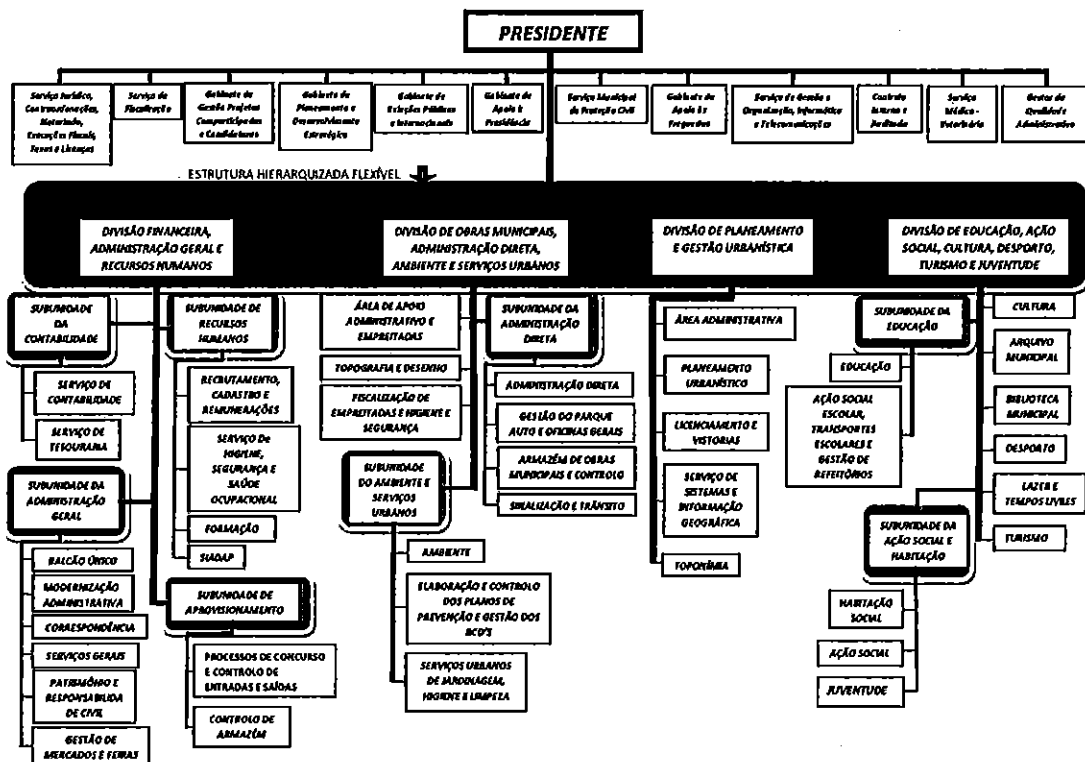 PRESIDENTE
Serviço Jurídico,
Contraordenações,
Notariado,
Execuções Fiscais,
Taxas e Licenças
Serviço de
Fiscalização
Gabinete de
Gestão Projetos
Comparticipados
e Candidaturas
Gabinete de
Planeamento e
Desenvolvimento
Estratégico
Gabinete de
Relações Públicas
e Internacionais
Gabinete de
Apoio à
Presidência
Serviço Municipal
de Proteção Civil
Gabinete de
Apoio às
Freguesias
Serviço de Gestão e
Organização, Informática
e Telecomunicações
Controlo
Interno e
Auditoria
Serviço
Médico -
Veterinário
Gestor da
Qualidade
Administrativo
ESTRUTURA HIERARQUIZADA FLEXÍVEL
DIVISÃO FINANCEIRA,
ADMINISTRAÇÃO GERAL E
RECURSOS HUMANOS
DIVISÃO DE OBRAS MUNICIPAIS,
ADMINISTRAÇÃO DIRETA,
AMBIENTE E SERVIÇOS URBANOS
DIVISÃO DE PLANEAMENTO
E GESTÃO URBANÍSTICA
DIVISÃO DE EDUCAÇÃO, AÇÃO
SOCIAL, CULTURA, DESPORTO,
TURISMO E JUVENTUDE
SUBUNIDADE
DA
CONTABILIDADE
SERVIÇO DE
CONTABILIDADE
SERVIÇO DE
TESOURARIA
SUBUNIDADE DA
ADMINISTRAÇÃO
GERAL
BALCÃO ÚNICO
MODERNIZAÇÃO
ADMINISTRATIVA
CORRESPONDÊNCIA
SERVIÇOS GERAIS
PATRIMÓNIO E
RESPONSABILIDA
DE CIVIL
GESTÃO DE
MERCADOS E FEIRAS
SUBUNIDADE DE
RECURSOS
HUMANOS
RECRUTAMENTO,
CADASTRO E
REMUNERAÇÕES
SERVIÇO DE
HIGIENE,
SEGURANÇA E
SAÚDE
OCUPACIONAL
FORMAÇÃO
SIADAP
SUBUNIDADE DE
APROVISIONAMENTO
PROCESSOS DE CONCURSO
E CONTROLO DE
ENTRADAS E SAÍDAS
CONTROLO DE
ARMAZÉM
ÁREA DE APOIO
ADMINISTRATIVO E
EMPREITADAS
TOPOGRAFIA E DESENHO
FISCALIZAÇÃO DE
EMPREITADAS E HIGIENE E
SEGURANÇA
SUBUNIDADE
DO AMBIENTE E
SERVIÇOS
URBANOS
AMBIENTE
ELABORAÇÃO E CONTROLO
DOS PLANOS DE
PREVENÇÃO E GESTÃO DOS
RCD'S
SERVIÇOS URBANOS
DE JARDINAGEM,
HIGIENE E LIMPEZA
SUBUNIDADE DA
ADMINISTRAÇÃO
DIRETA
ADMINISTRAÇÃO DIRETA
GESTÃO DO PARQUE
AUTO E OFICINAS GERAIS
ARMAZÉM DE OBRAS
MUNICIPAIS E CONTROLO
SINALIZAÇÃO E TRÂNSITO
ÁREA ADMINISTRATIVA
PLANEAMENTO
URBANÍSTICO
LICENCIAMENTO E
VISTORIAS
SERVIÇO DE
SISTEMAS E
INFORMAÇÃO
GEOGRÁFICA
TOPONÍMIA
SUBUNIDADE DA
EDUCAÇÃO
EDUCAÇÃO
AÇÃO SOCIAL
ESCOLAR,
TRANSPORTES
ESCOLARES E
GESTÃO DE
REFEITÓRIOS
SUBUNIDADE DA
AÇÃO SOCIAL E
HABITAÇÃO
HABITAÇÃO
SOCIAL
AÇÃO SOCIAL
JUVENTUDE
CULTURA
ARQUIVO
MUNICIPAL
BIBLIOTECA
MUNICIPAL
DESPORTO
LAZER E
TEMPOS LIVRES
TURISMO